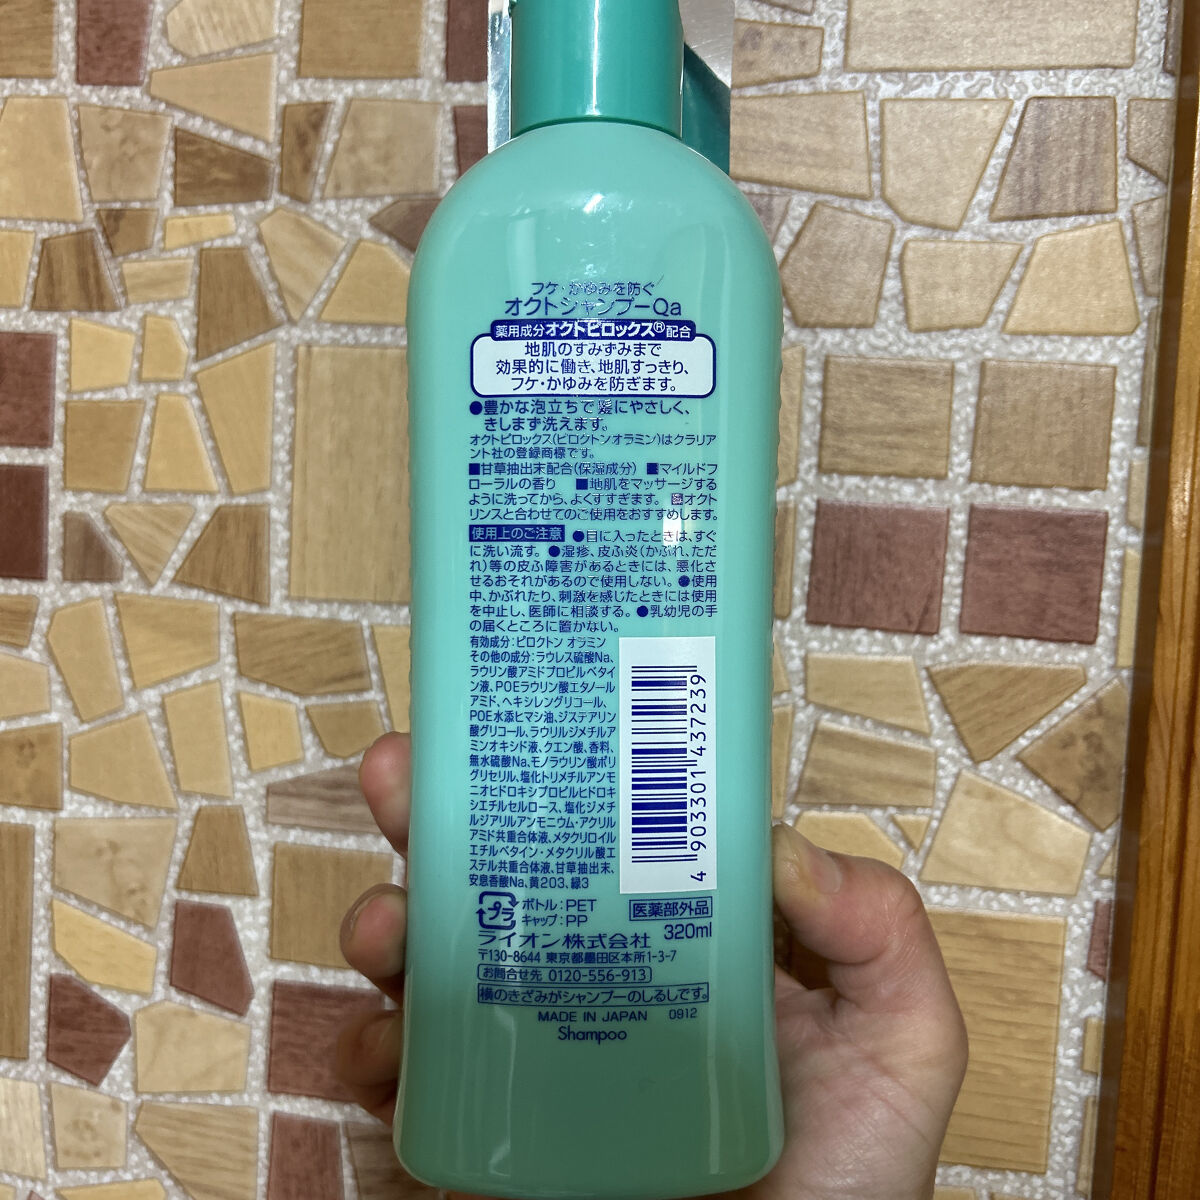 フケ・かゆみを防ぐ
オクトシャンプーQa
薬用成分オクトピロックス®配合
地肌のすみずみまで
効果的に働き、地肌すっきり、
フケ・かゆみを防ぎます。
●豊かな泡立ちで髪にやさしく、
きしまず洗えます。
オクトピロックス(ピロクトンオラミン)はクラリア
ント社の登録商標です。
■甘草抽出末配合(保湿成分) ■マイルドフ
ローラルの香り ■地肌をマッサージする
ように洗ってから、よくすすぎます。 オクト
リンスと合わせてのご使用をおすすめします。
使用上のご注意 ●目に入ったときは、すぐ
に洗い流す。●湿疹、皮ふ炎(かぶれ、ただ
れ)等の皮ふ障害があるときには、悪化さ
せるおそれがあるので使用しない。●使用
中、かぶれたり、刺激を感じたときには使用
を中止し、医師に相談する。●乳幼児の手
の届くところに置かない。
有効成分:ピロクトン オラミン
その他の成分:ラウレス硫酸Na、
ラウリン酸アミドプロピルベタイ
ン液、POEラウリン酸エタノール
アミド、ヘキシレングリコール、
POE水添ヒマシ油、ジステアリン
酸グリコール、ラウリルジメチルア
ミンオキシド液、クエン酸、香料、
無水硫酸Na、モノラウリン酸ポリ
グリセリル、塩化トリメチルアンモ
ニオヒドロキシプロピルヒドロキ
シエチルセルロース、塩化ジメチ
ルジアリルアンモニウム・アクリル
アミド共重合体液、メタクリロイル
エチルベタイン・メタクリル酸エ
ステル共重合体液、甘草抽出末、
安息香酸Na、黄203、緑3
4 903301 437239
プラ ボトル:PET
キャップ:PP
医薬部外品
320ml
ライオン株式会社
〒130-8644 東京都墨田区本所1-3-7
お問合せ先 0120-556-913
横のきざみがシャンプーのしるしです。
MADE IN JAPAN 0912
Shampoo